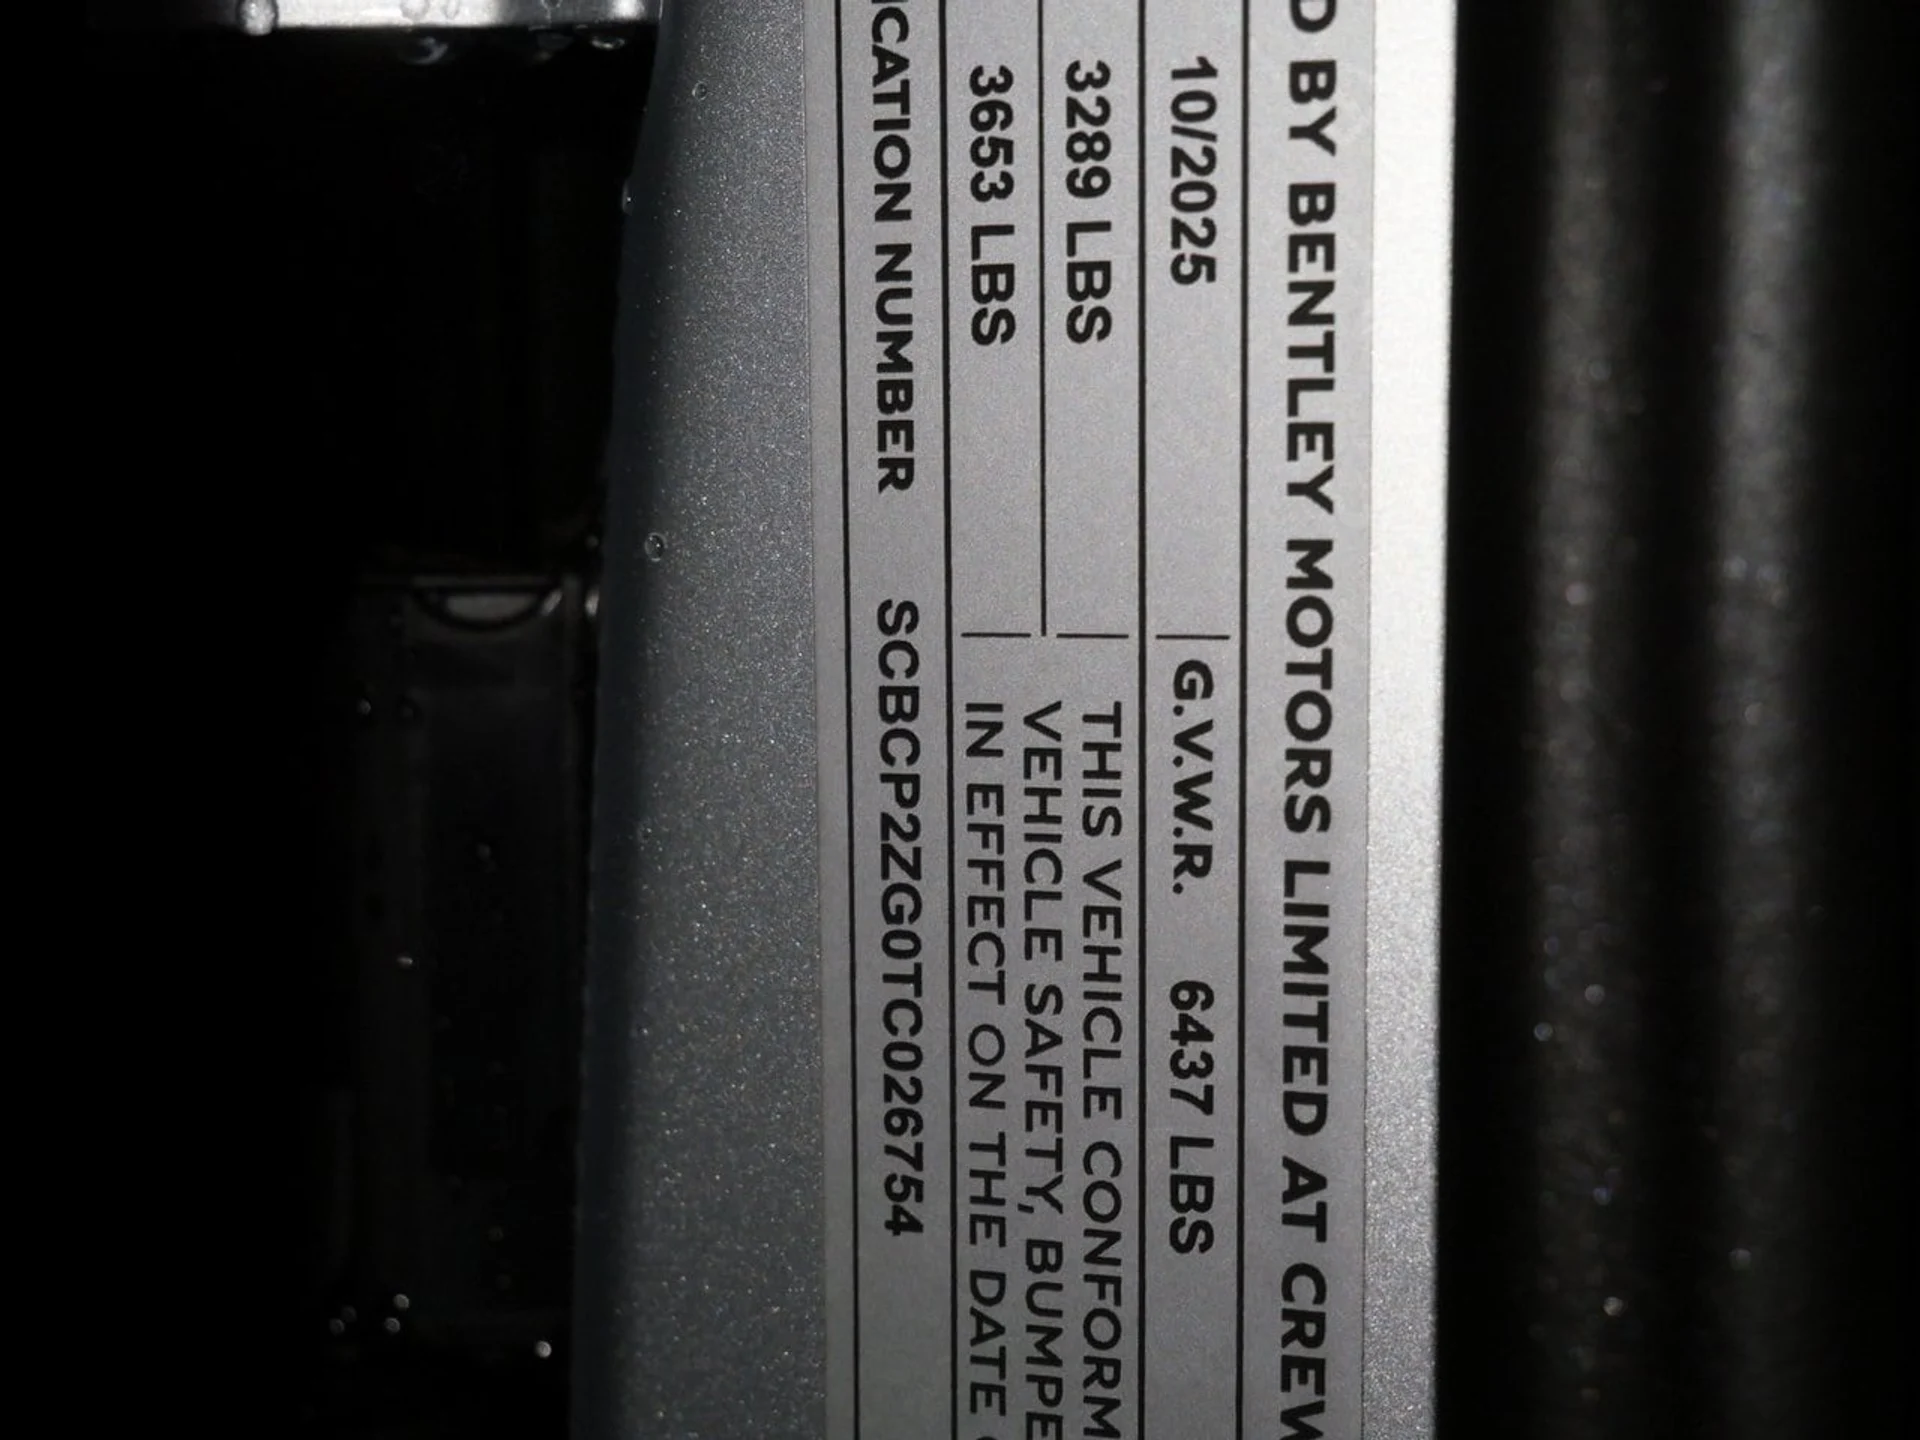 D BY BENTLEY MOTORS LIMITED AT CREW
10/2025 G.V.W.R. 6437 LBS
3289 LBS THIS VEHICLE CONFORM
VEHICLE SAFETY, BUMPE
3653 LBS IN EFFECT ON THE DATE
ICATION NUMBER SCBCP2ZG0TC026754